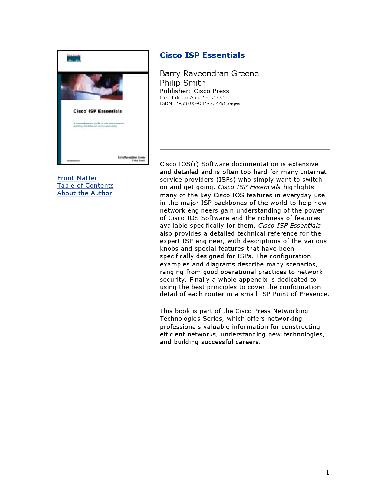 Cisco ISP Essentials
Barry Raveendran Greene
Philip Smith
Publisher: Cisco Press
Cisco ISP Essentials
Front Matter
Table of Contents
About the Author
Cisco IOS(r) Software documentation is extensive
and detailed and is often too hard for many Internet
service providers (ISPs) who simply want to switch
on and get going. Cisco ISP Essentials highlights
many of the key Cisco IOS features in everyday use
in the major ISP backbones of the world to help new
network engineers gain understanding of the power
of Cisco IOS Software and the richness of features
available specifically for them. Cisco ISP Essentials
also provides a detailed technical reference for the
expert ISP engineer, with descriptions of the various
knobs and special features that have been
specifically designed for ISPs. The configuration
examples and diagrams describe many scenarios,
ranging from good operational practices to network
security. Finally a whole appendix is dedicated to
using the best principles to cover the configuration
detail of each router in a small ISP Point of Presence.
This book is part of the Cisco Press Networking
Technologies Series, which offers networking
professionals valuable information for constructing
efficient networks, understanding new technologies,
and building successful careers.
1